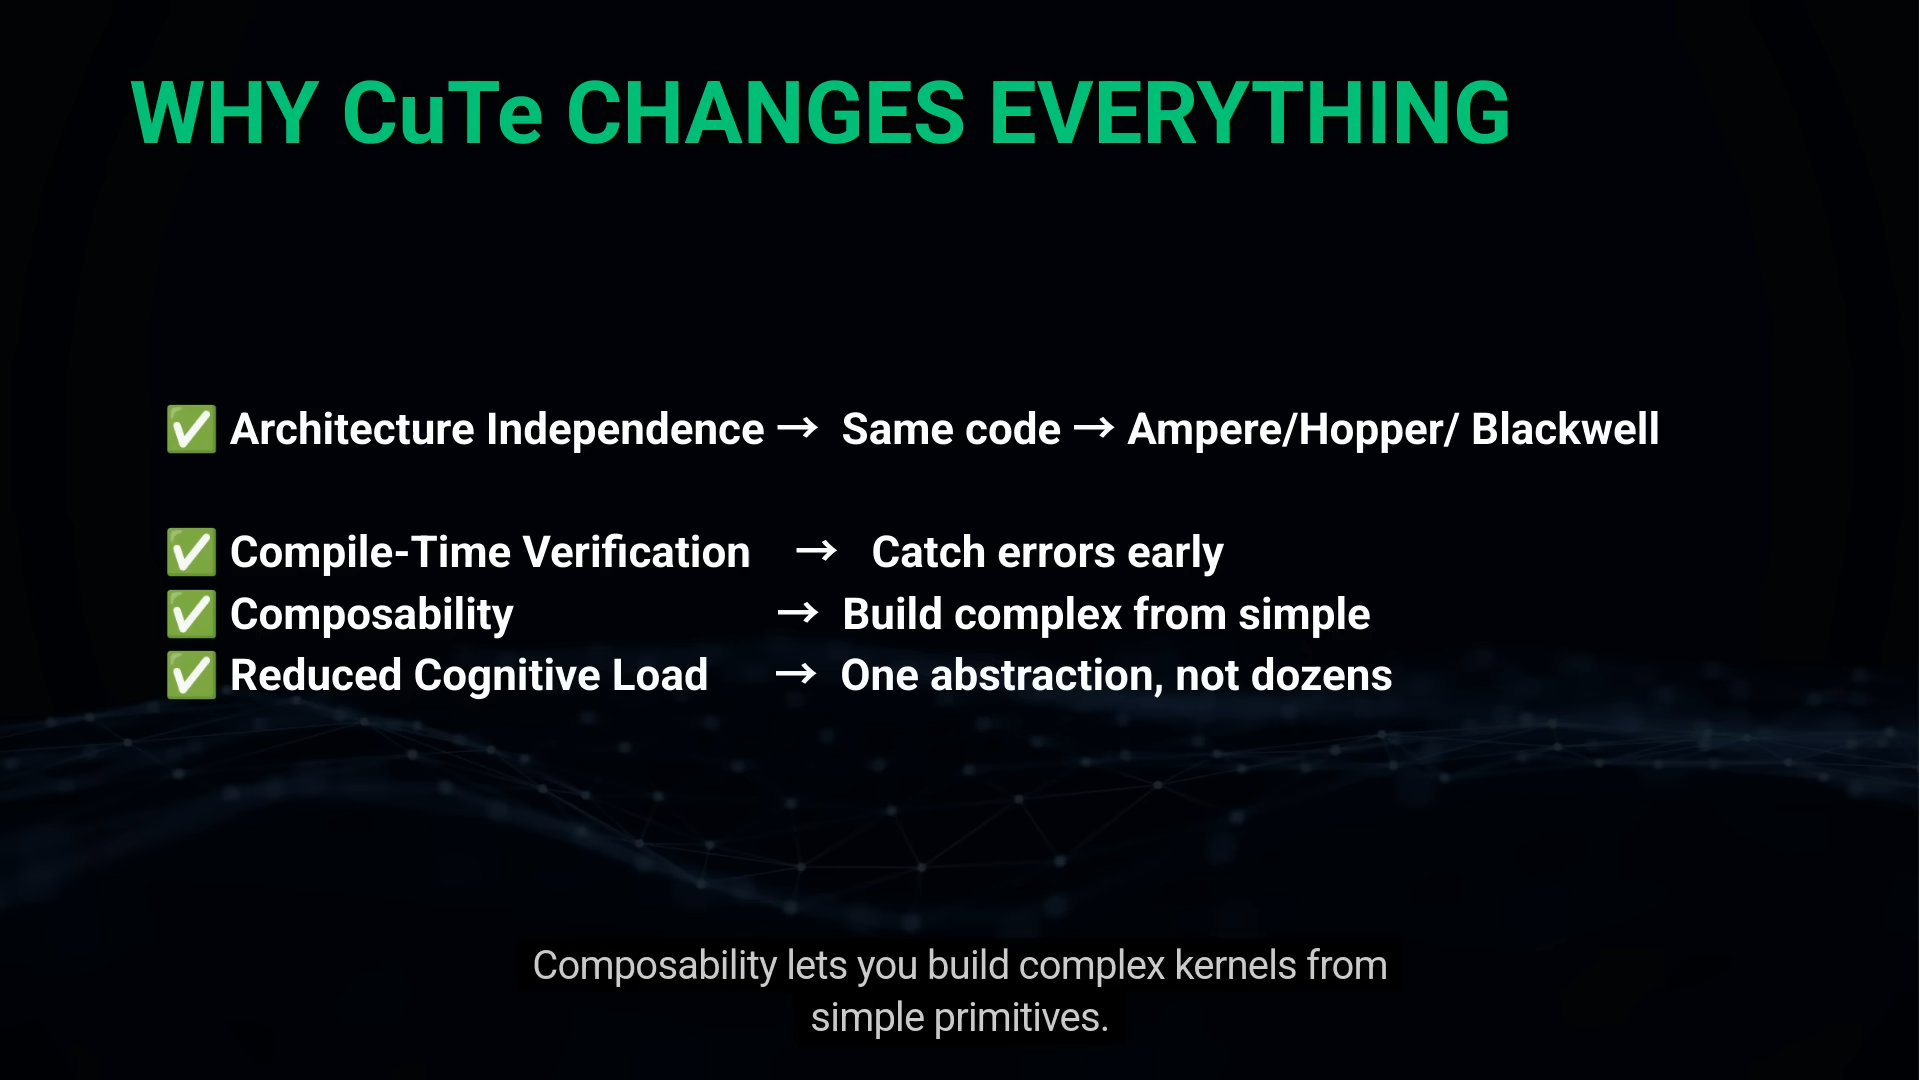 WHY CuTe CHANGES EVERYTHING
✅ Architecture Independence → Same code → Ampere/Hopper/ Blackwell
✅ Compile-Time Verification → Catch errors early
✅ Composability → Build complex from simple
✅ Reduced Cognitive Load → One abstraction, not dozens
Composability lets you build complex kernels from
simple primitives.